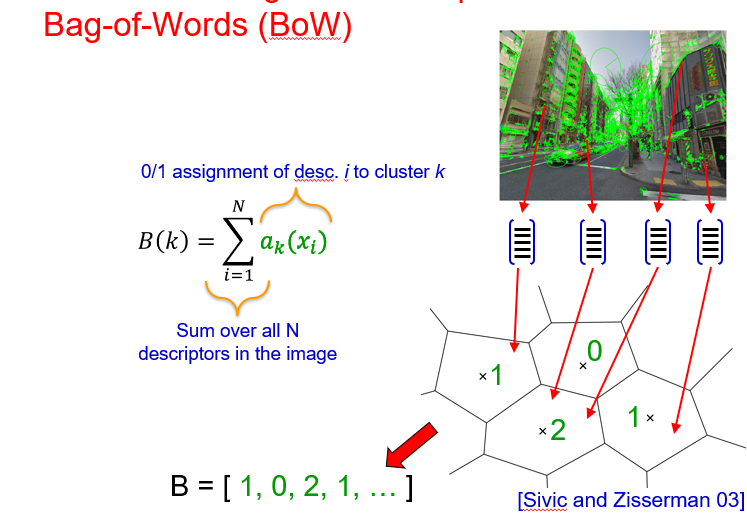 Bag-of-Words (BoW)
0/1 assignment of desc. i to cluster k
B(k) = ∑ a_k(x_i)
N
i=1
Sum over all N
descriptors in the image
×1
×0
×2
1×
B = [ 1, 0, 2, 1, … ]
[Sivic and Zisserman 03]